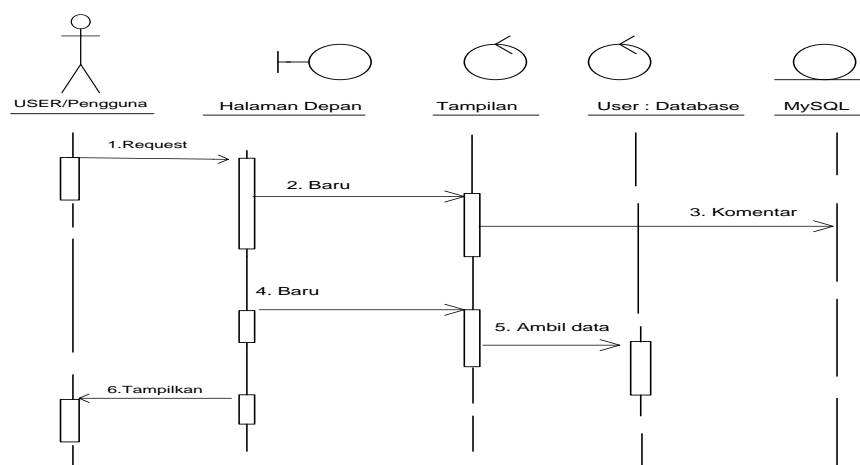 USER/Pengguna
Halaman Depan
Tampilan
User : Database
MySQL
1.Request
2. Baru
3. Komentar
4. Baru
5. Ambil data
6.Tampilkan